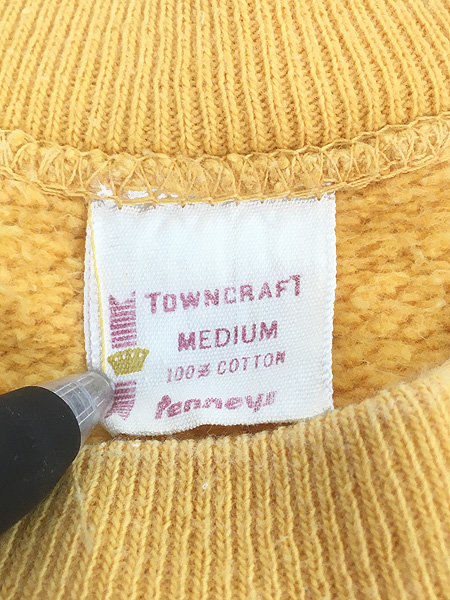 TOWNCRAFT
MEDIUM
100% COTTON
Penneys